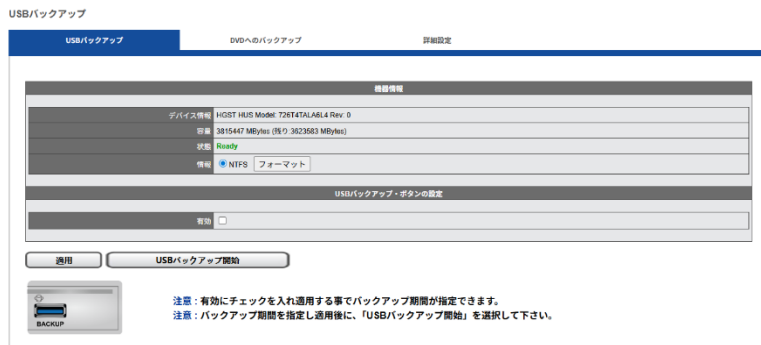 USBバックアップ
USBバックアップ DVDへのバックアップ 詳細設定
機器情報
デバイス情報 HGST HUS Model: 726T4TALA6L4 Rev: 0
容量 3815447 MBytes (残り:3623583 MBytes)
状態 Ready
情報 NTFS フォーマット
USBバックアップ・ボタンの設定
有効
適用 USBバックアップ開始
注意：有効にチェックを入れ適用する事でバックアップ期間が指定できます。
注意：バックアップ期間を指定し適用後に、「USBバックアップ開始」を選択して下さい。
BACKUP